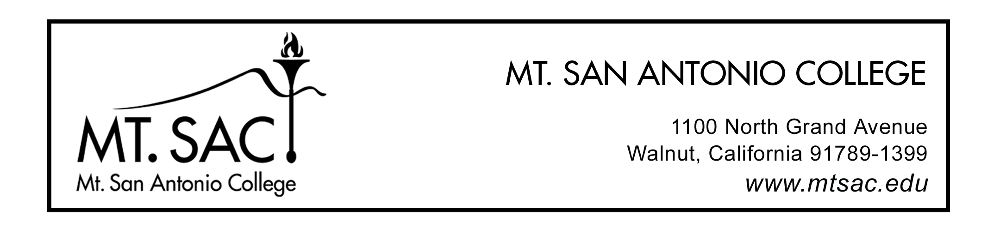 MT. SAC
Mt. San Antonio College
MT. SAN ANTONIO COLLEGE
1100 North Grand Avenue
Walnut, California 91789-1399
www.mtsac.edu